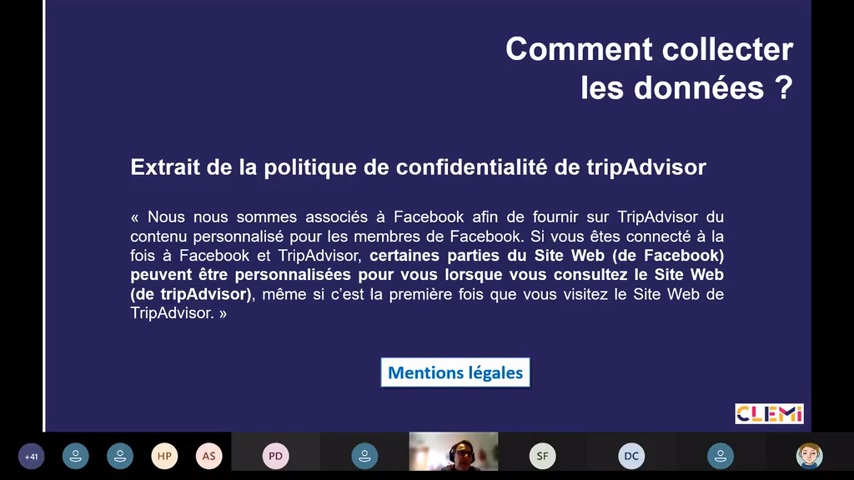 Comment collecter
les données ?
Extrait de la politique de confidentialité de tripAdvisor
« Nous nous sommes associés à Facebook afin de fournir sur TripAdvisor du
contenu personnalisé pour les membres de Facebook. Si vous êtes connecté à la
fois à Facebook et TripAdvisor, certaines parties du Site Web (de Facebook)
peuvent être personnalisées pour vous lorsque vous consultez le Site Web
(de tripAdvisor), même si c’est la première fois que vous visitez le Site Web de
TripAdvisor. »
Mentions légales
CLEMI
+41 HP AS PD SF DC